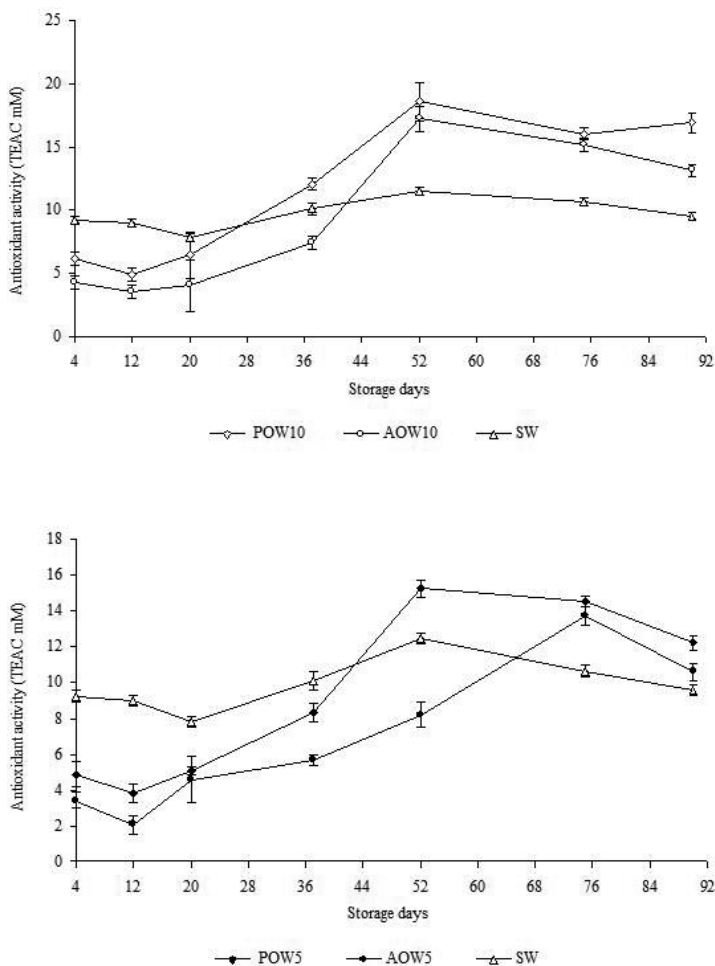 25
20
15
10
5
0
Antioxidant activity (TEAC mM)
4 12 20 28 36 44 52 60 68 76 84 92
Storage days
POW10 AOW10 SW
18
16
14
12
10
8
6
4
2
0
Antioxidant activity (TEAC mM)
4 12 20 28 36 44 52 60 68 76 84 92
Storage days
POW5 AOW5 SW